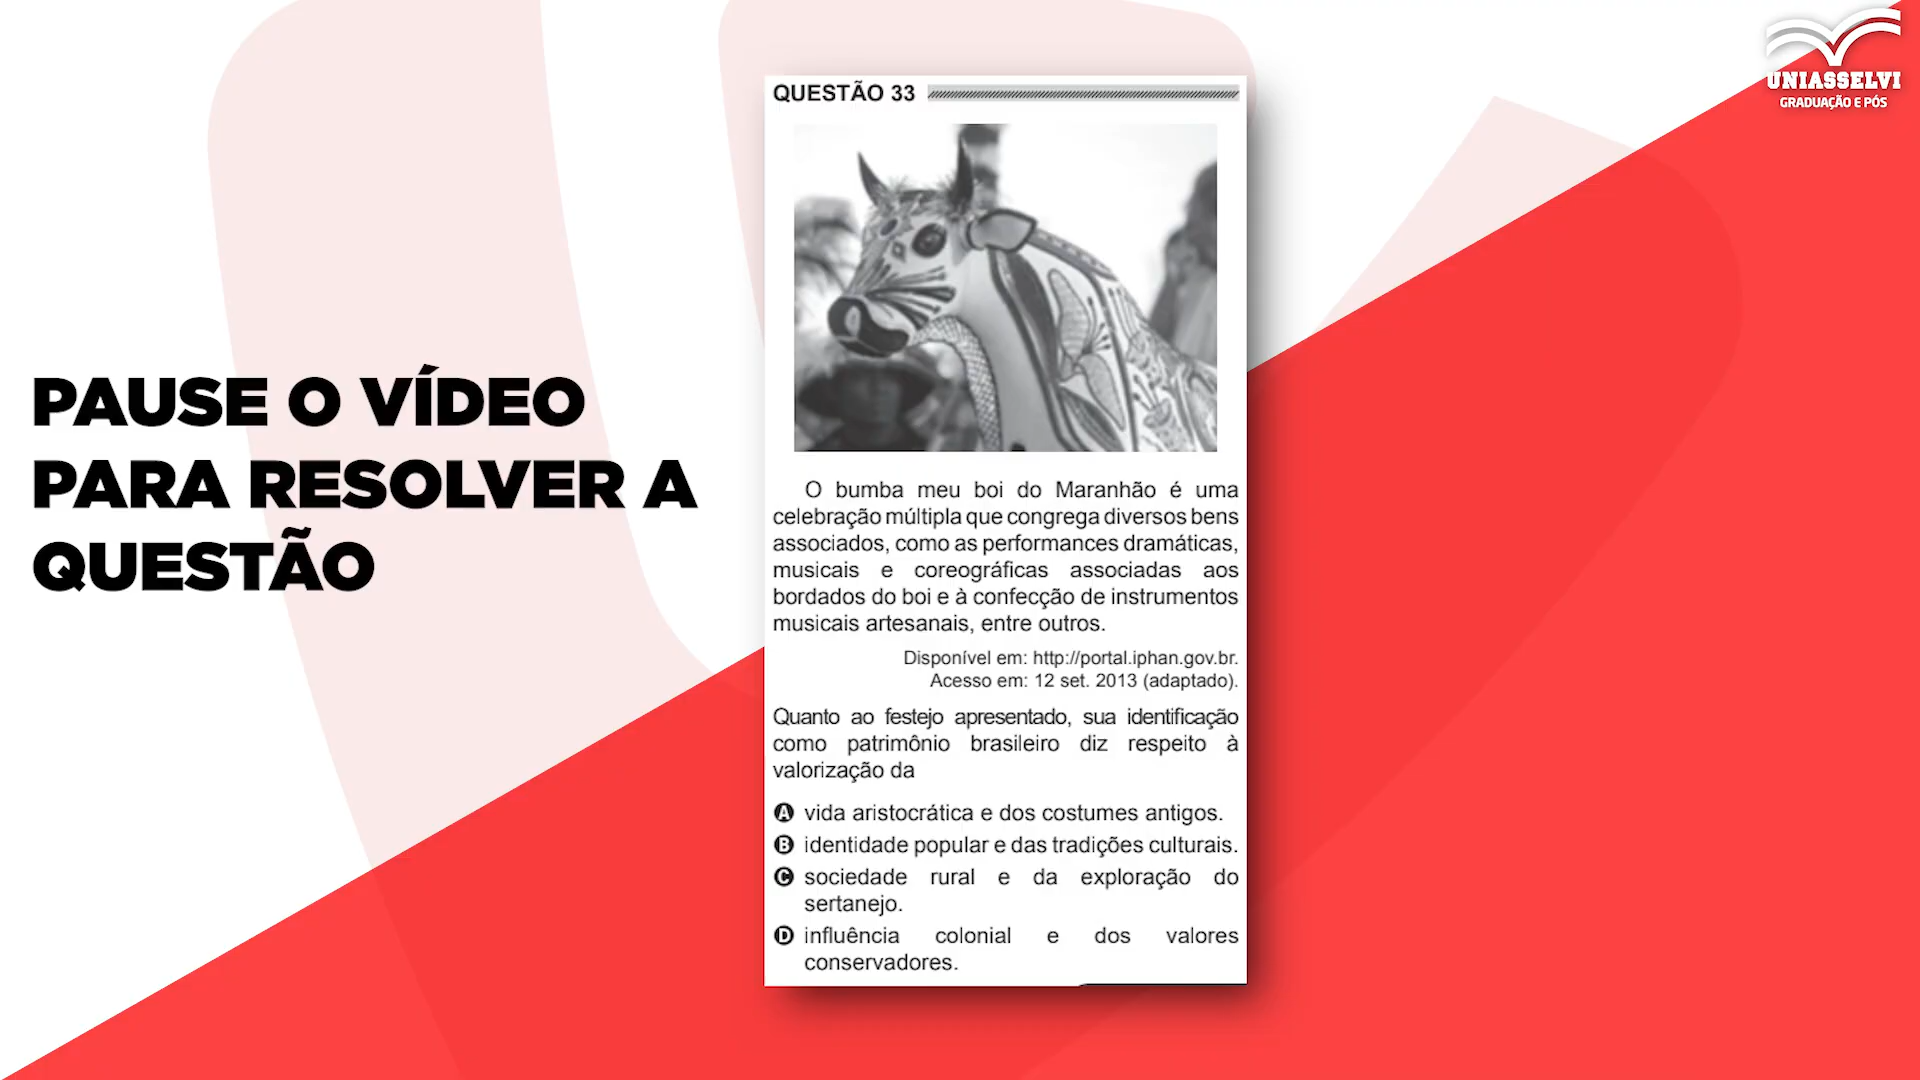 UNIASSELVI
GRADUAÇÃO E PÓS
PAUSE O VÍDEO
PARA RESOLVER A
QUESTÃO
QUESTÃO 33
O bumba meu boi do Maranhão é uma
celebração múltipla que congrega diversos bens
associados, como as performances dramáticas,
musicais e coreográficas associadas aos
bordados do boi e à confecção de instrumentos
musicais artesanais, entre outros.
Disponível em: http://portal.iphan.gov.br.
Acesso em: 12 set. 2013 (adaptado).
Quanto ao festejo apresentado, sua identificação
como patrimônio brasileiro diz respeito à
valorização da
A vida aristocrática e dos costumes antigos.
B identidade popular e das tradições culturais.
C sociedade rural e da exploração do
sertanejo.
D influência colonial e dos valores
conservadores.